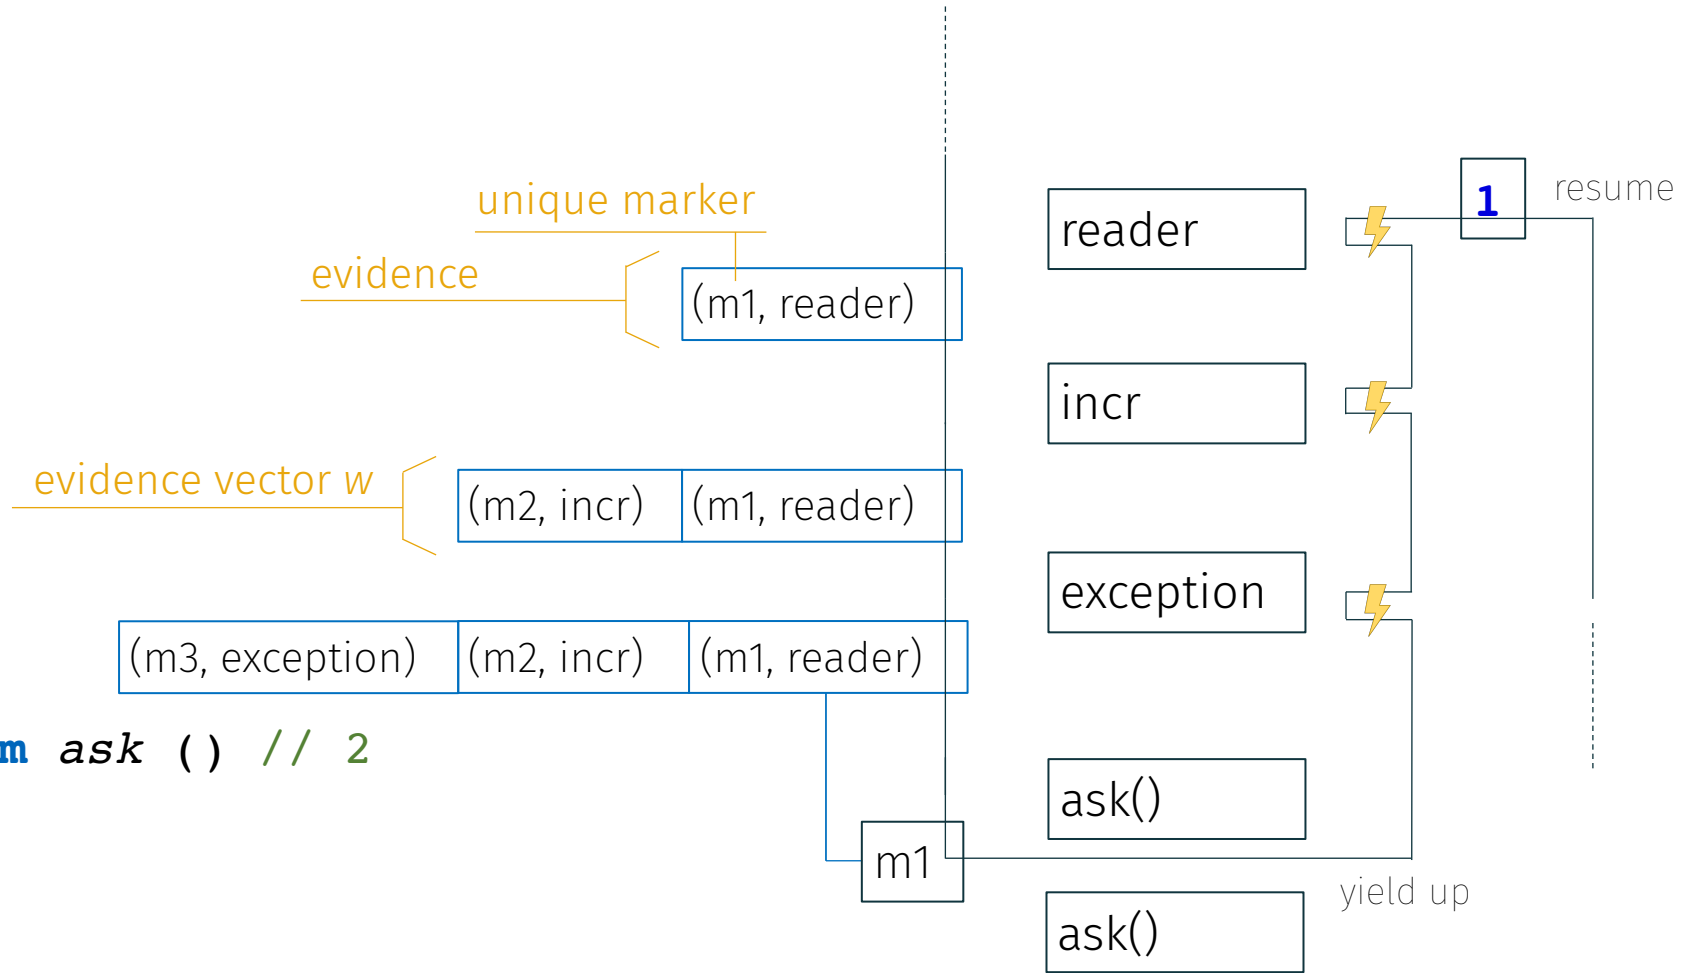 unique marker
evidence
(m1, reader)
evidence vector w
(m2, incr) (m1, reader)
(m3, exception) (m2, incr) (m1, reader)
m ask () // 2
m1
reader
incr
exception
ask()
ask()
1
resume
yield up